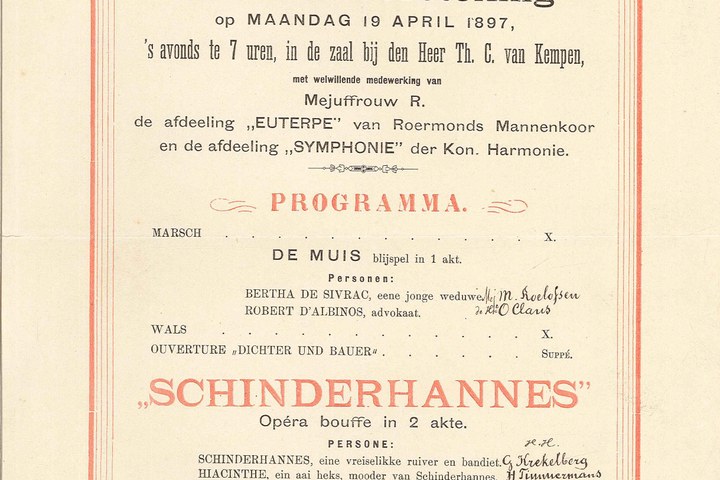 op MAANDAG 19 APRIL 1897,
's avonds te 7 uren, in de zaal bij den Heer Th. C. van Kempen,
met welwillende medewerking van
Mejuffrouw R.
de afdeeling „EUTERPE" van Roermonds Mannenkoor
en de afdeeling „SYMPHONIE" der Kon. Harmonie.
PROGRAMMA.
MARSCH . . . . . . . . . . . . . X.
DE MUIS blijspel in 1 akt.
Personen:
BERTHA DE SIVRAC, eene jonge weduwe. Mej M. Roelofsen
ROBERT D'ALBINOS, advokaat. de Hr O Claus
WALS . . . . . . . . . . . . . X.
OUVERTURE „DICHTER UND BAUER". . . . . . . SUPPÉ.
„SCHINDERHANNES"
Opéra bouffe in 2 akte.
PERSONE:
H.H.
SCHINDERHANNES, eine vreiselikke ruiver en bandiet. G Krekelberg
HIACINTHE, ein aai heks, mooder van Schinderhannes. H Timmermans